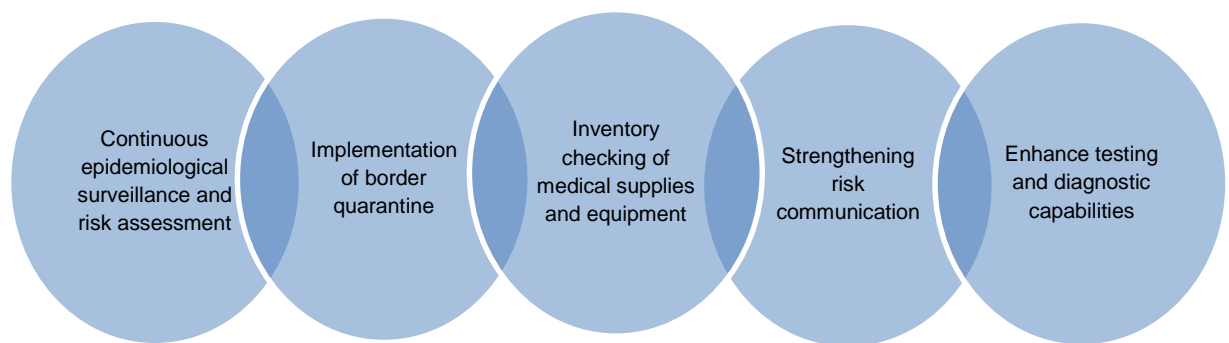 Continuous
epidemiological
surveillance and
risk assessment
Implementation
of border
quarantine
Inventory
checking of
medical supplies
and equipment
Strengthening
risk
communication
Enhance testing
and diagnostic
capabilities